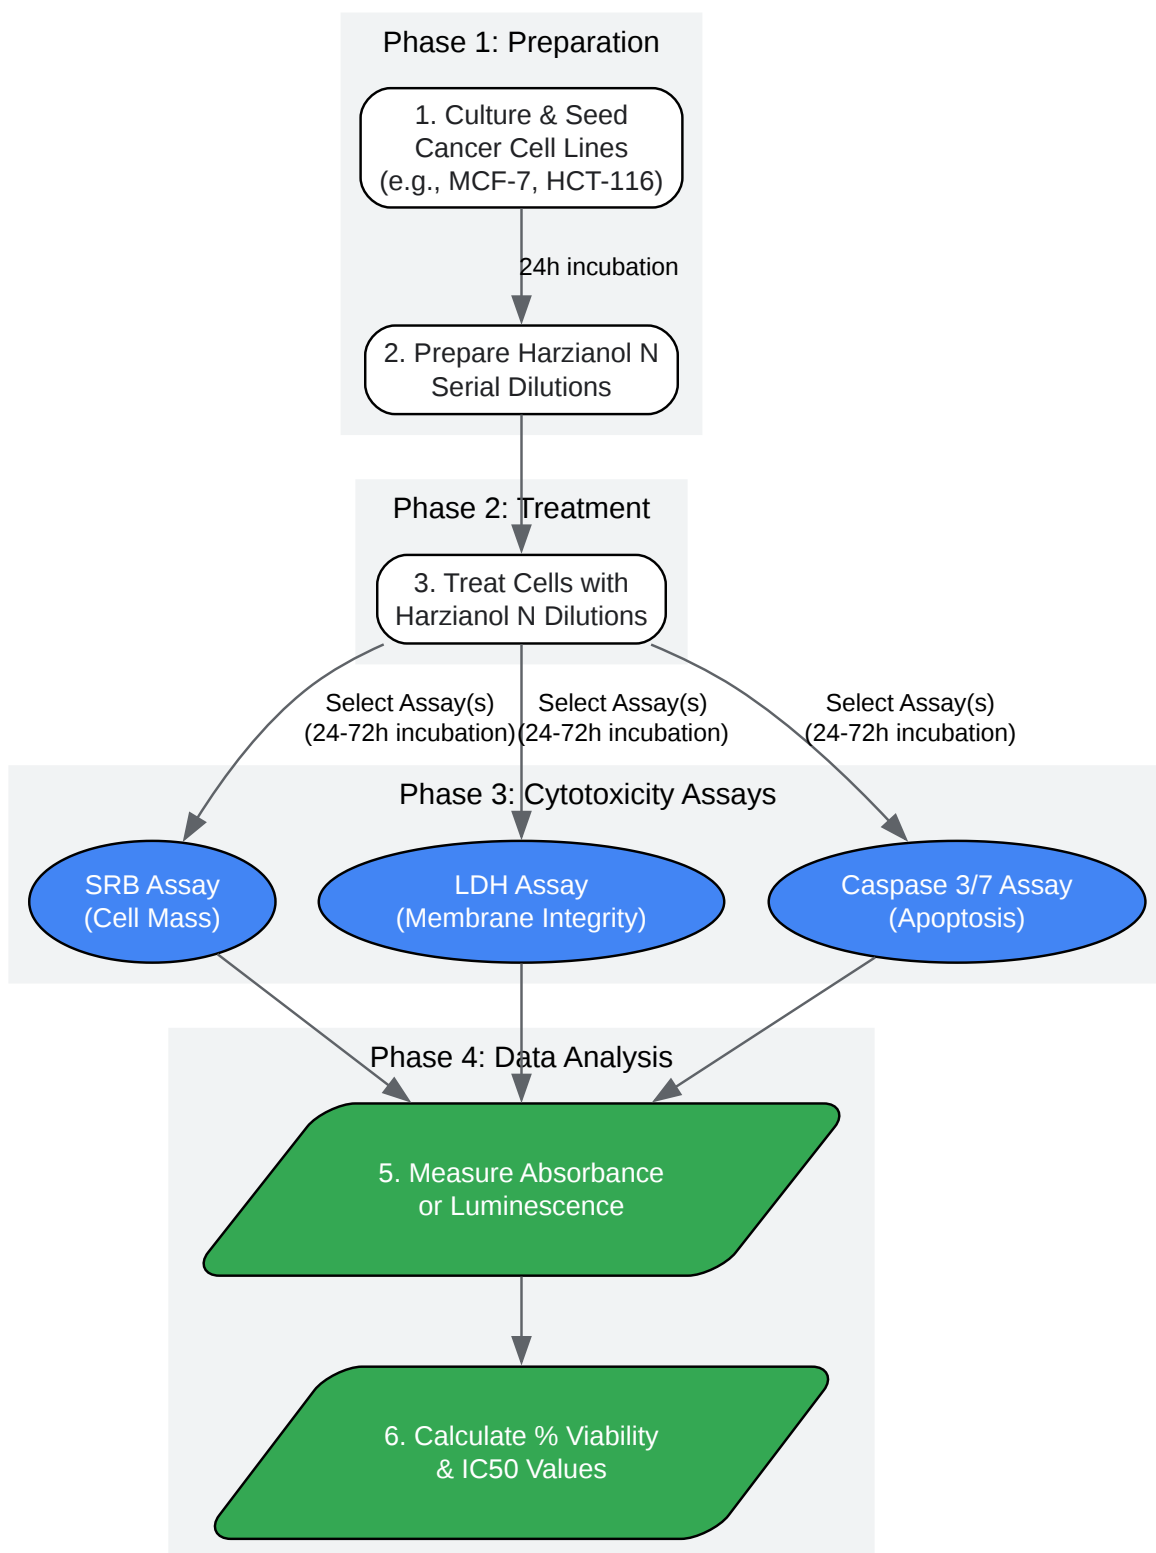 Phase 1: Preparation
1. Culture & Seed
Cancer Cell Lines
(e.g., MCF-7, HCT-116)
24h incubation
2. Prepare Harzianol N
Serial Dilutions
Phase 2: Treatment
3. Treat Cells with
Harzianol N Dilutions
Select Assay(s)
(24-72h incubation)
Select Assay(s)
(24-72h incubation)
Select Assay(s)
(24-72h incubation)
Phase 3: Cytotoxicity Assays
SRB Assay
(Cell Mass)
LDH Assay
(Membrane Integrity)
Caspase 3/7 Assay
(Apoptosis)
Phase 4: Data Analysis
5. Measure Absorbance
or Luminescence
6. Calculate % Viability
& IC50 Values